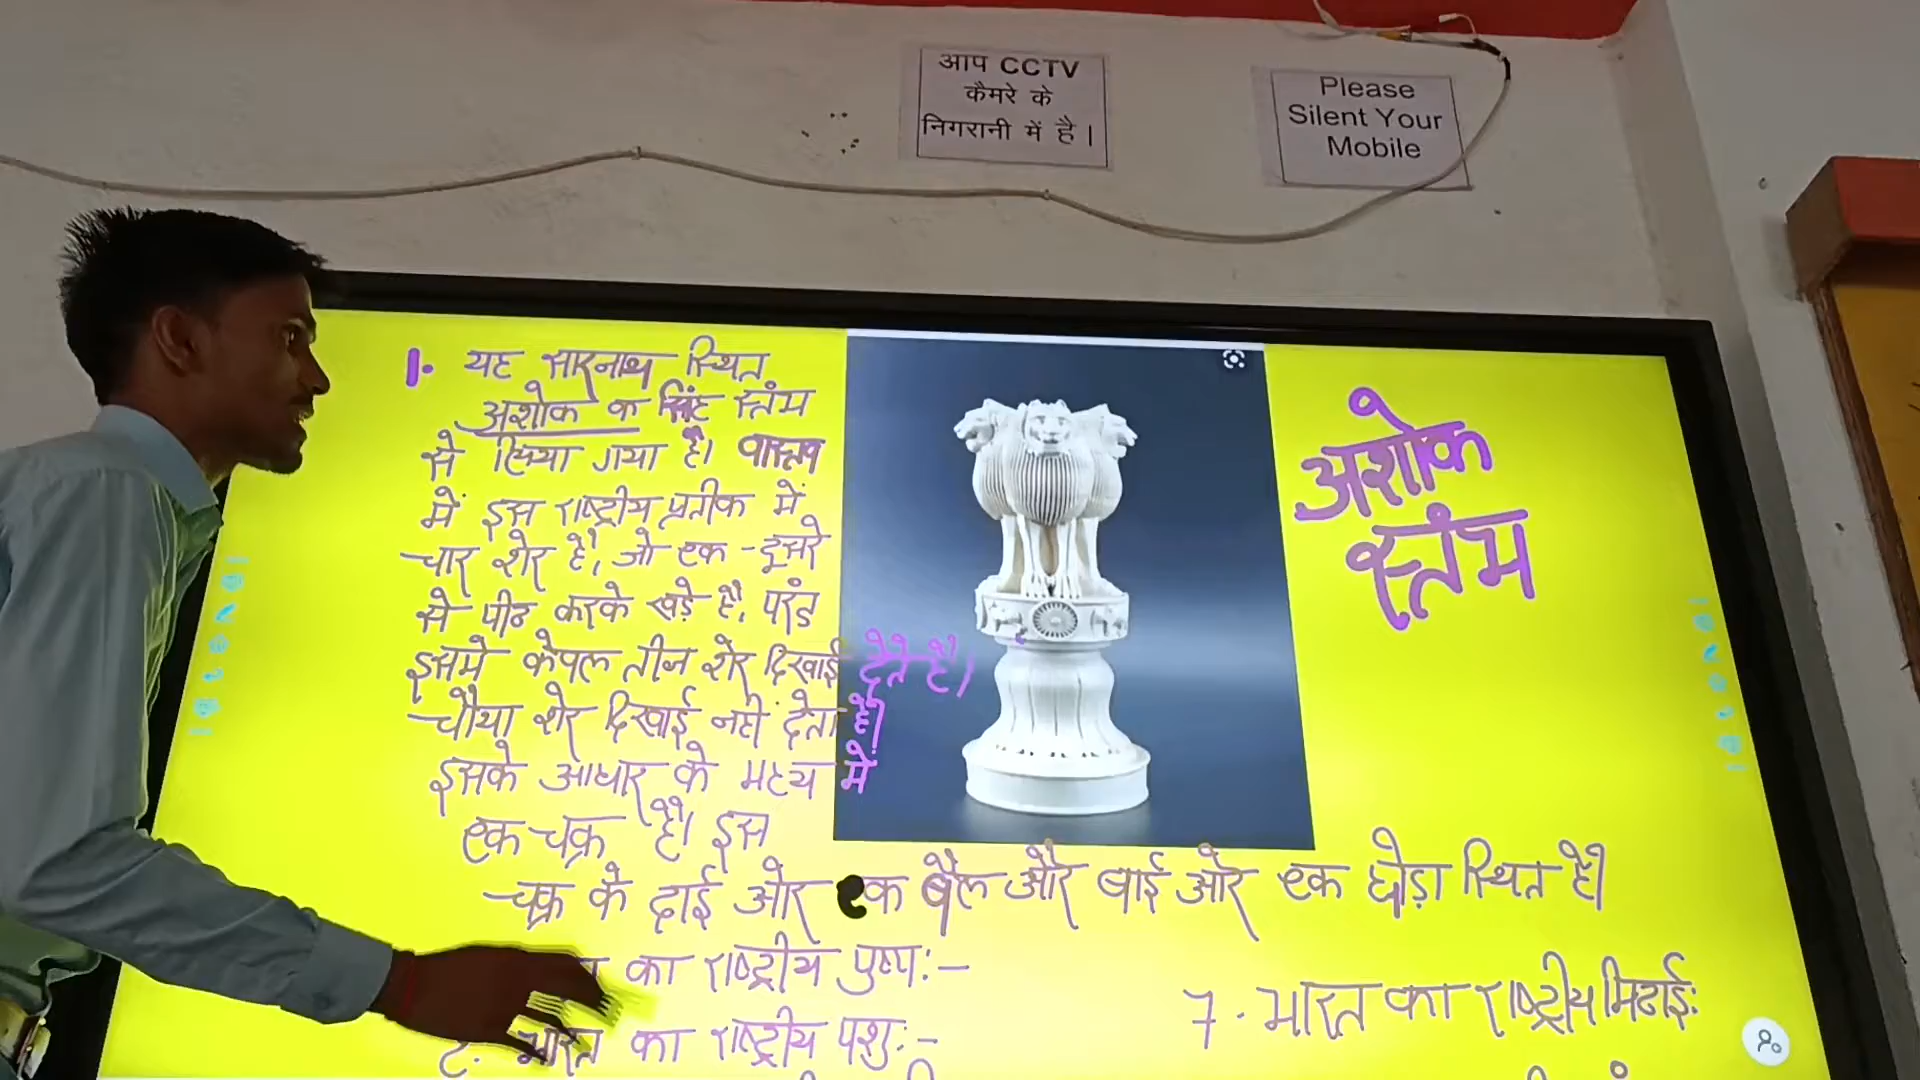 आप CCTV
कैमरे के
निगरानी में है।
Please
Silent Your
Mobile
1. यह सारनाथ स्थित
अशोक क सिंह स्तंभ
से लिया गया है। वास्तव
में इस राष्ट्रीय प्रतीक में
चार शेर है, जो एक-दूसरे
से पीठ करके खड़े है, परंतु
इसमे केवल तीन शेर दिखाई देते है।
चौथा शेर दिखाई नही देता है।
इसके आधार के मध्य में
एक चक्र है। इस
चक्र के दाई ओर एक बैल और बाई ओर एक घोड़ा स्थित है।
अशोक
स्तंभ
का राष्ट्रीय पुष्प:-
भारत का राष्ट्रीय पशु:-
7. भारत का राष्ट्रीय मिठाई: